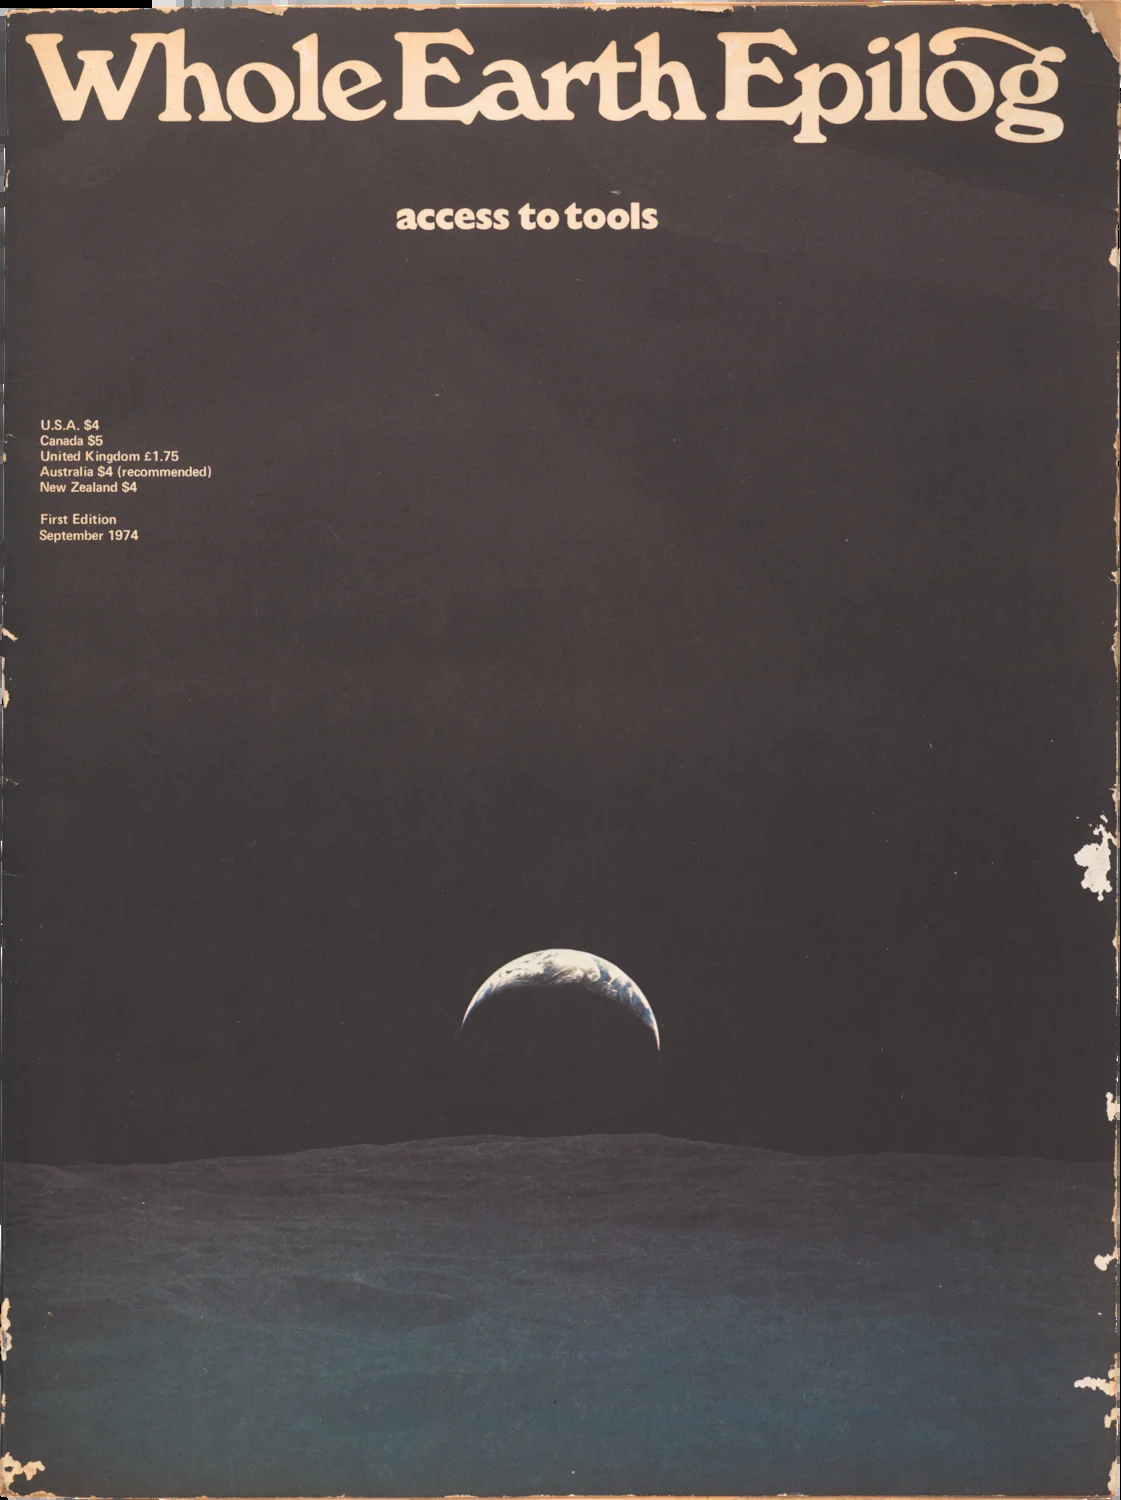 Whole Earth Epilog
access to tools
U.S.A. $4
Canada $5
United Kingdom £1.75
Australia $4 (recommended)
New Zealand $4
First Edition
September 1974